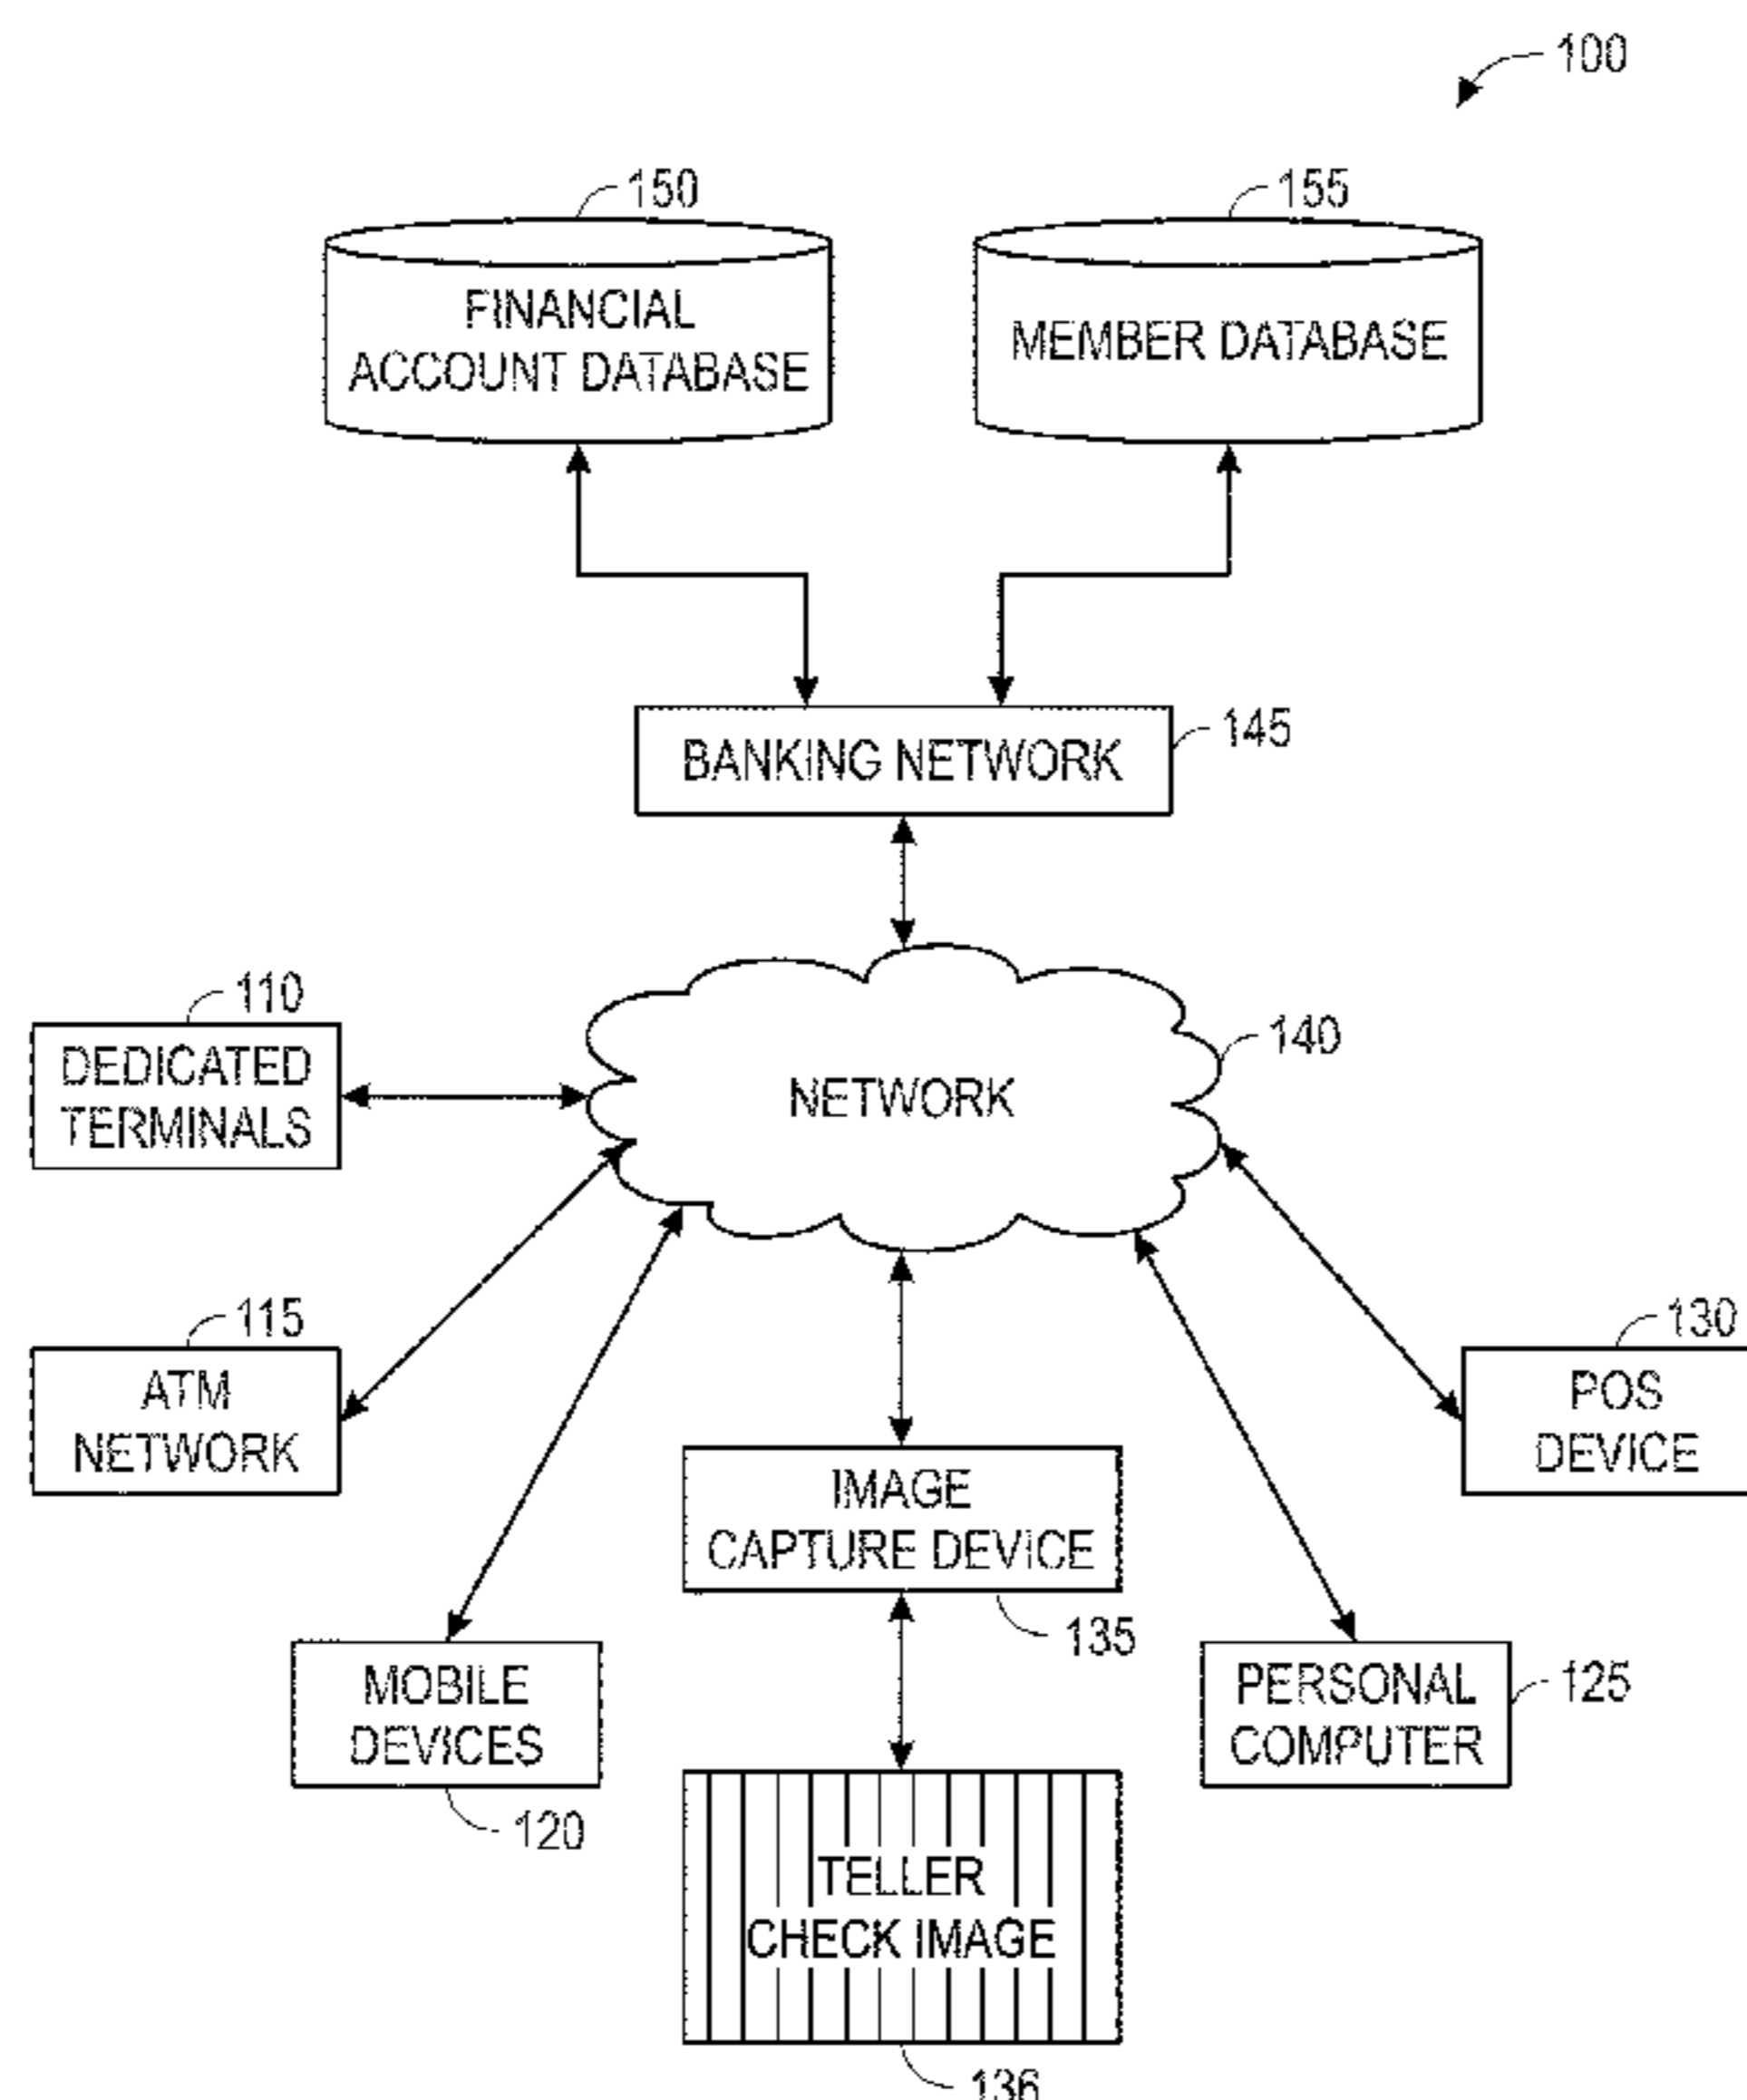 100
150
155
FINANCIAL
ACCOUNT DATABASE
MEMBER DATABASE
BANKING NETWORK
145
110
DEDICATED
TERMINALS
NETWORK
140
115
ATM
NETWORK
130
POS
DEVICE
IMAGE
CAPTURE DEVICE
135
MOBILE
DEVICES
120
PERSONAL
COMPUTER
125
TELLER
CHECK IMAGE
136